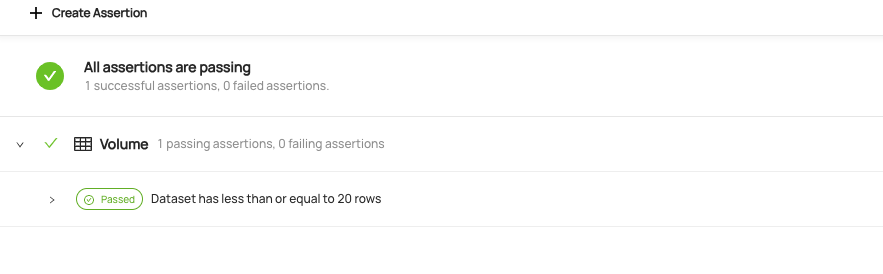 Create Assertion
All assertions are passing
1 successful assertions, 0 failed assertions.
Volume 1 passing assertions, 0 failing assertions
Passed Dataset has less than or equal to 20 rows